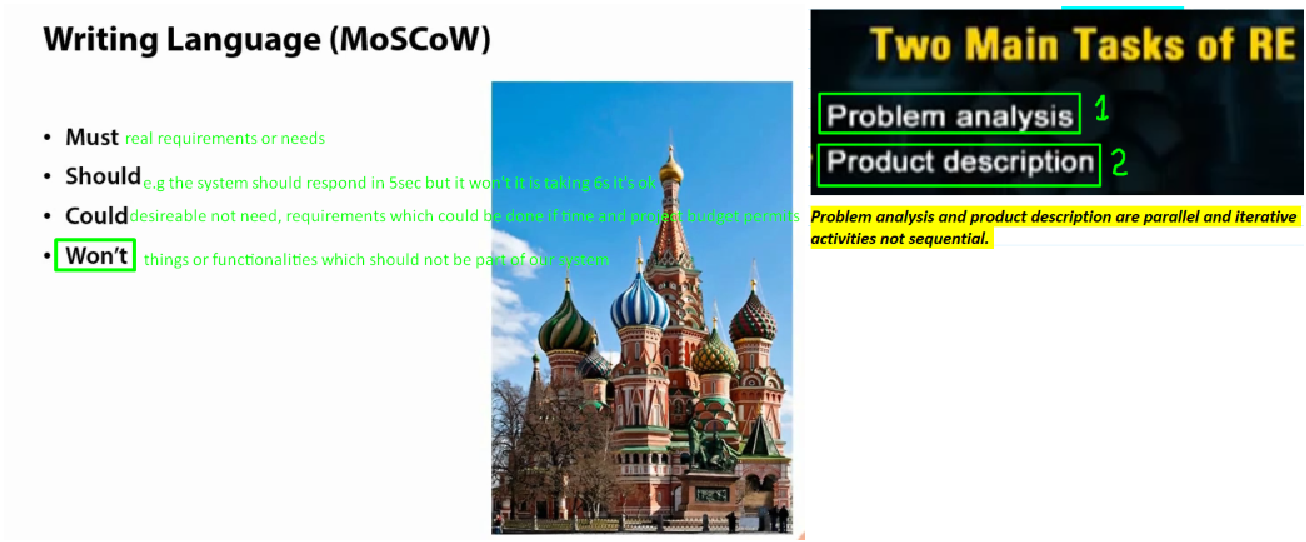 Writing Language (MoSCoW)
• Must real requirements or needs
• Should e.g the system should respond in 5sec but it won't it is taking 6s it's ok
• Could desireable not need, requirements which could be done if time and project budget permits
• Won't things or functionalities which should not be part of our system
Two Main Tasks of RE
Problem analysis 1
Product description 2
Problem analysis and product description are parallel and iterative
activities not sequential.